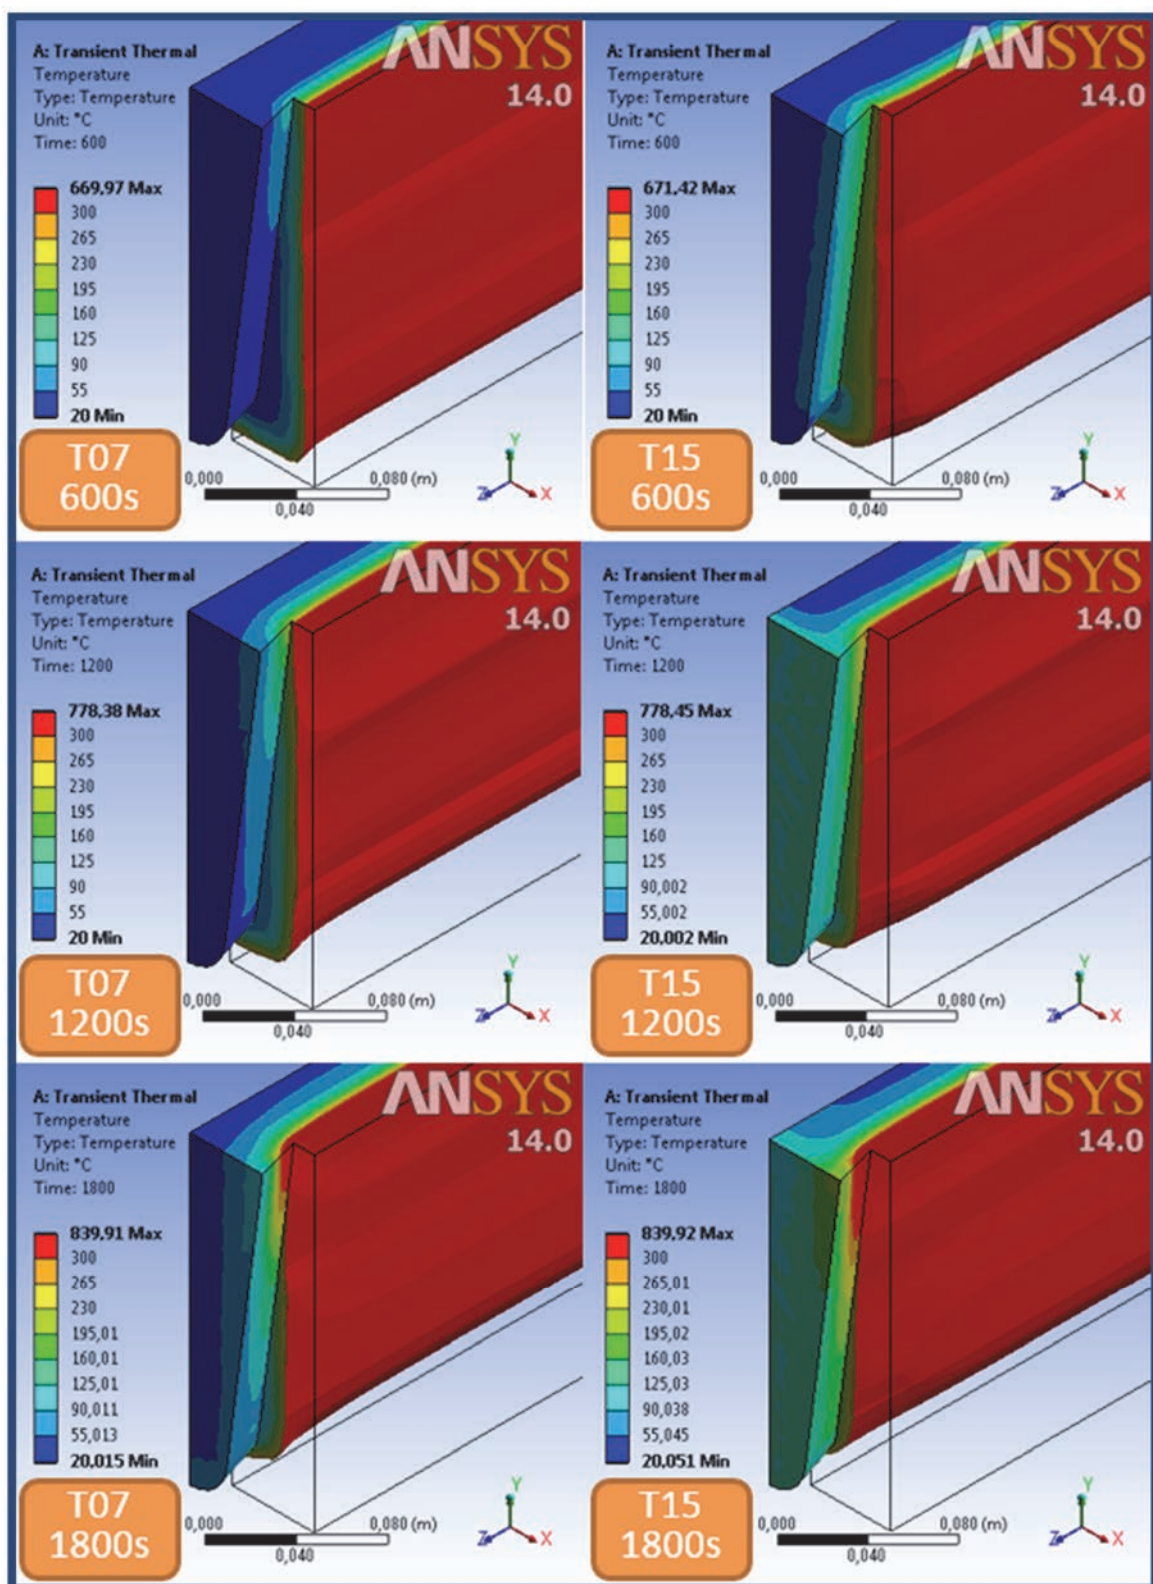 A: Transient Thermal
Temperature
Type: Temperature
Unit: °C
Time: 600
669,97 Max
300
265
230
195
160
125
90
55
20 Min
ANSYS
14.0
T07
600s
0,000
0,080 (m)
0,040
Y
Z
X
A: Transient Thermal
Temperature
Type: Temperature
Unit: °C
Time: 600
671,42 Max
300
265
230
195
160
125
90
55
20 Min
ANSYS
14.0
T15
600s
0,000
0,080 (m)
0,040
Y
Z
X
A: Transient Thermal
Temperature
Type: Temperature
Unit: °C
Time: 1200
778,38 Max
300
265
230
195
160
125
90
55
20 Min
ANSYS
14.0
T07
1200s
0,000
0,080 (m)
0,040
Y
Z
X
A: Transient Thermal
Temperature
Type: Temperature
Unit: °C
Time: 1200
778,45 Max
300
265
230
195
160
125
90,002
55,002
20,002 Min
ANSYS
14.0
T15
1200s
0,000
0,080 (m)
0,040
Y
Z
X
A: Transient Thermal
Temperature
Type: Temperature
Unit: °C
Time: 1800
839,91 Max
300
265
230
195,01
160,01
125,01
90,011
55,013
20,015 Min
ANSYS
14.0
T07
1800s
0,000
0,080 (m)
0,040
Y
Z
X
A: Transient Thermal
Temperature
Type: Temperature
Unit: °C
Time: 1800
839,92 Max
300
265,01
230,01
195,02
160,03
125,03
90,038
55,045
20,051 Min
ANSYS
14.0
T15
1800s
0,000
0,080 (m)
0,040
Y
Z
X